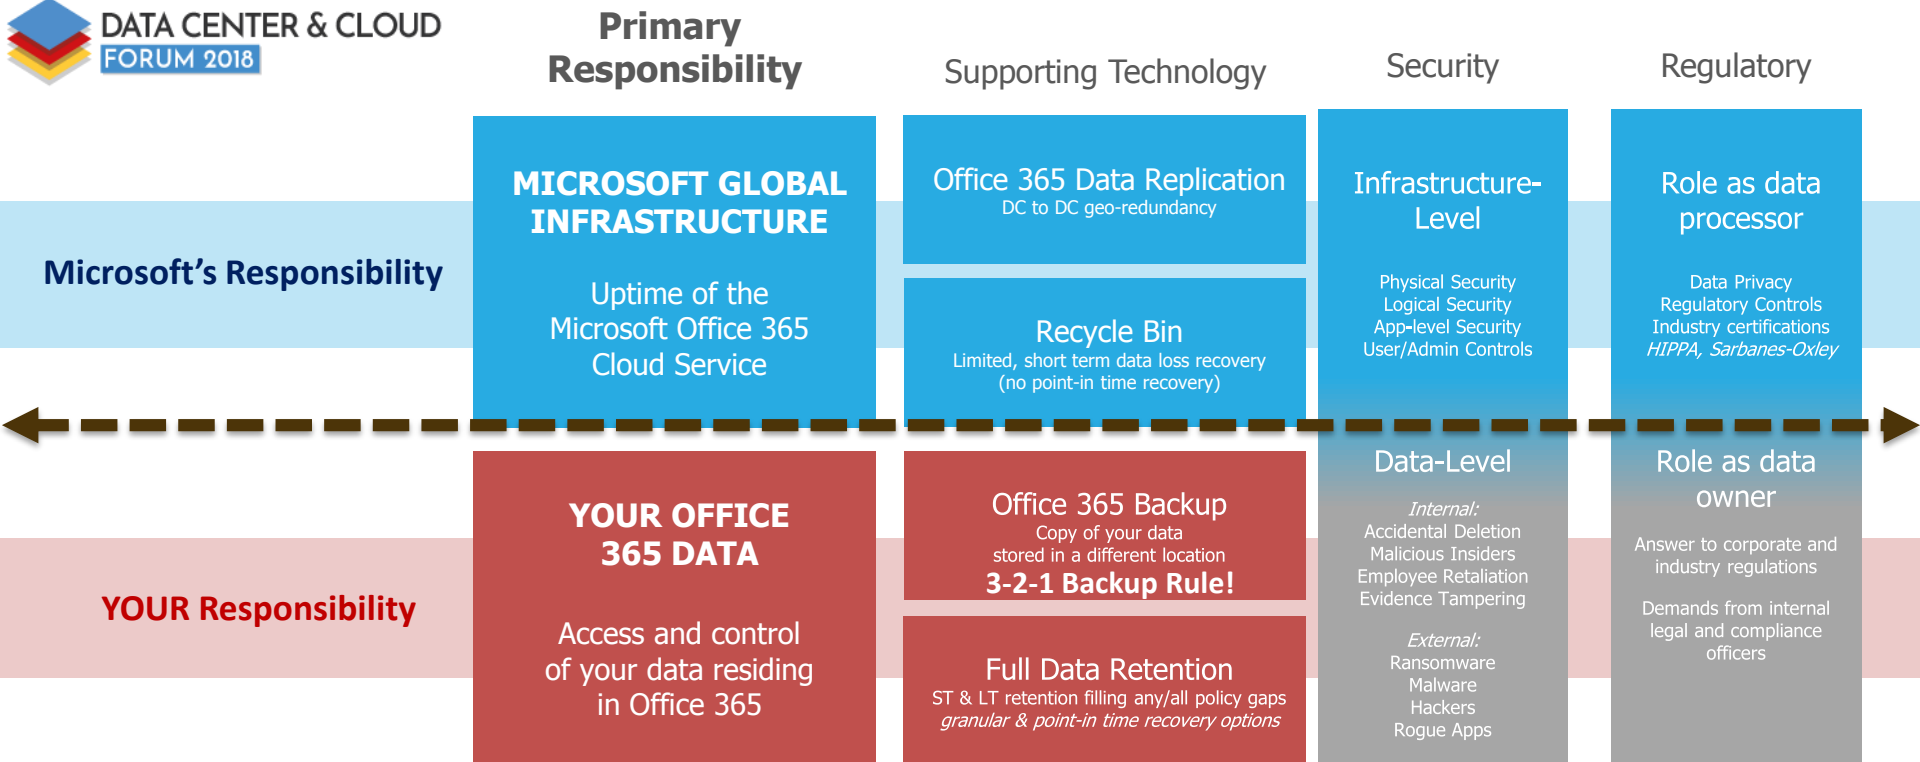 DATA CENTER & CLOUD
FORUM 2018
Primary
Responsibility
Supporting Technology
Security
Regulatory
Microsoft's Responsibility
MICROSOFT GLOBAL
INFRASTRUCTURE
Uptime of the
Microsoft Office 365
Cloud Service
Office 365 Data Replication
DC to DC geo-redundancy
Recycle Bin
Limited, short term data loss recovery
(no point-in time recovery)
Infrastructure-
Level
Physical Security
Logical Security
App-level Security
User/Admin Controls
Role as data
processor
Data Privacy
Regulatory Controls
Industry certifications
HIPPA, Sarbanes-Oxley
YOUR Responsibility
YOUR OFFICE
365 DATA
Access and control
of your data residing
in Office 365
Office 365 Backup
Copy of your data
stored in a different location
3-2-1 Backup Rule!
Full Data Retention
ST & LT retention filling any/all policy gaps
granular & point-in time recovery options
Data-Level
Internal:
Accidental Deletion
Malicious Insiders
Employee Retaliation
Evidence Tampering
External:
Ransomware
Malware
Hackers
Rogue Apps
Role as data
owner
Answer to corporate and
industry regulations
Demands from internal
legal and compliance
officers